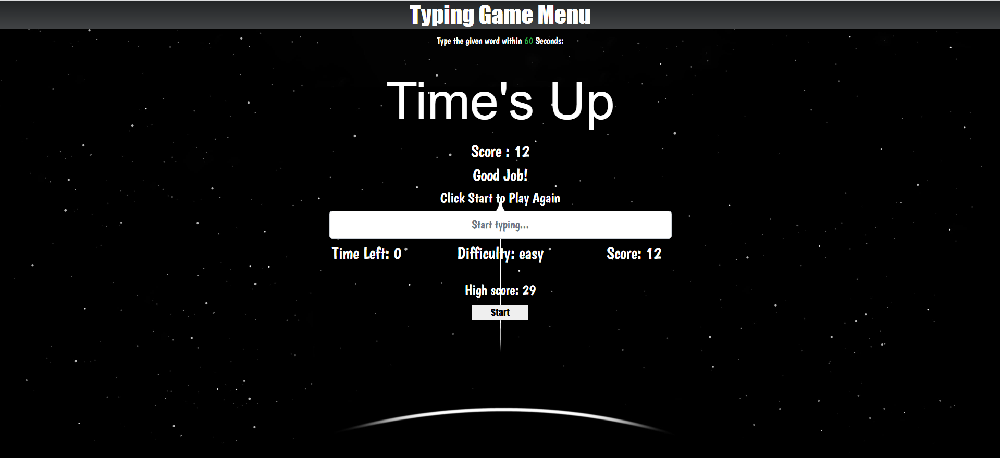 Typing Game Menu
Type the given word within 60 Seconds:
Time's Up
Score : 12
Good Job!
Click Start to Play Again
Start typing...
Time Left: 0 Difficulty: easy Score: 12
High score: 29
Start